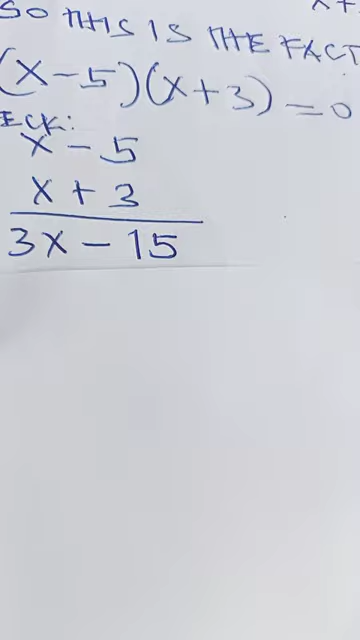 x+
SO THIS IS THE FACT
(x-5)(x+3)=0
ECK:
x - 5
x + 3
3x - 15